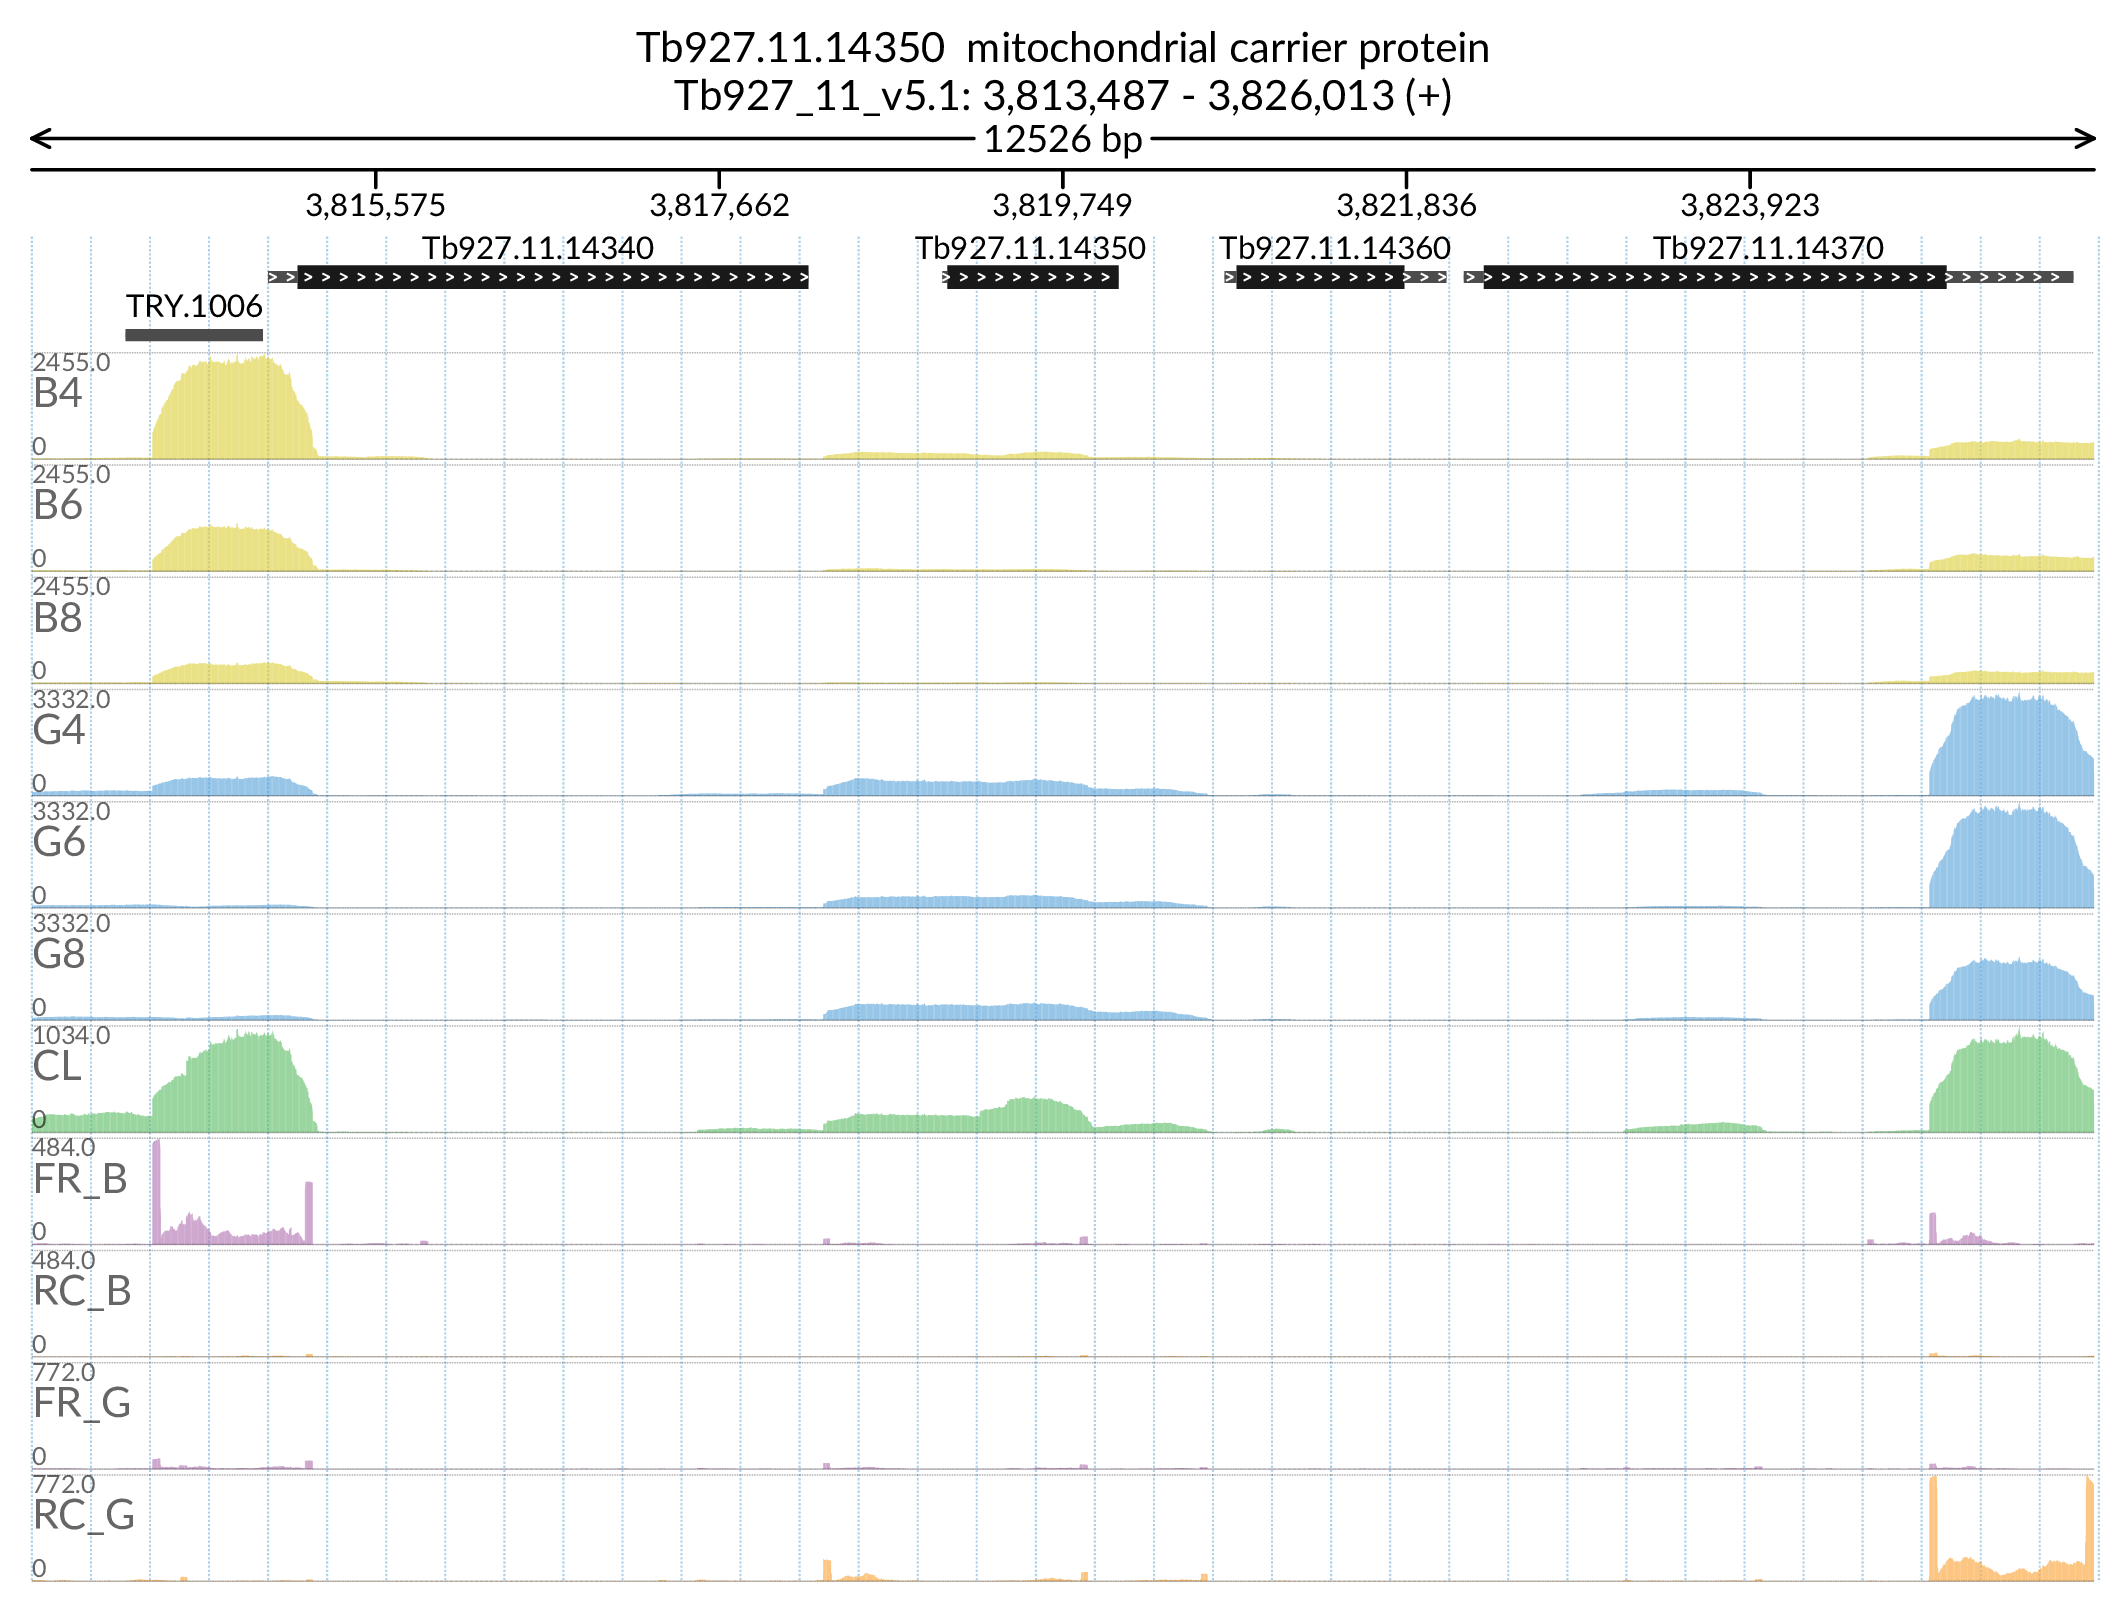 Tb927.11.14350 mitochondrial carrier protein
Tb927_11_v5.1: 3,813,487 - 3,826,013 (+)
12526 bp
3,815,575 3,817,662 3,819,749 3,821,836 3,823,923
Tb927.11.14340 Tb927.11.14350 Tb927.11.14360 Tb927.11.14370
TRY.1006
2455.0
B4
0
2455.0
B6
0
2455.0
B8
0
3332.0
G4
0
3332.0
G6
0
3332.0
G8
0
1034.0
CL
0
484.0
FR_B
0
484.0
RC_B
0
772.0
FR_G
0
772.0
RC_G
0